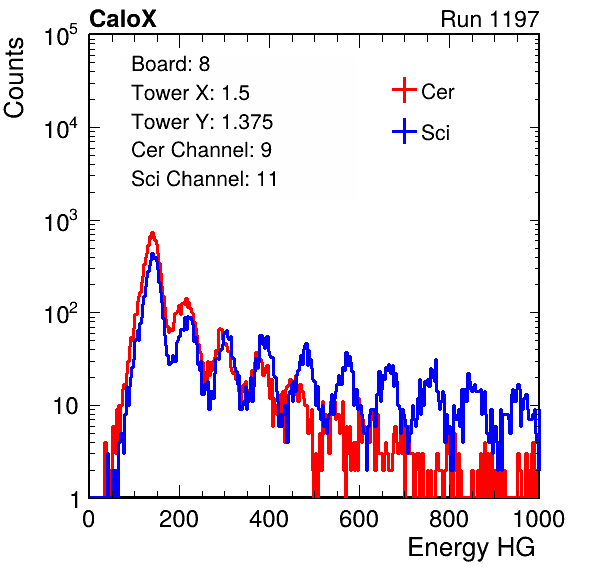 CaloX Run 1197
Counts
Board: 8
Tower X: 1.5
Tower Y: 1.375
Cer Channel: 9
Sci Channel: 11
Cer
Sci
10^5
10^4
10^3
10^2
10
1
0 200 400 600 800 1000
Energy HG